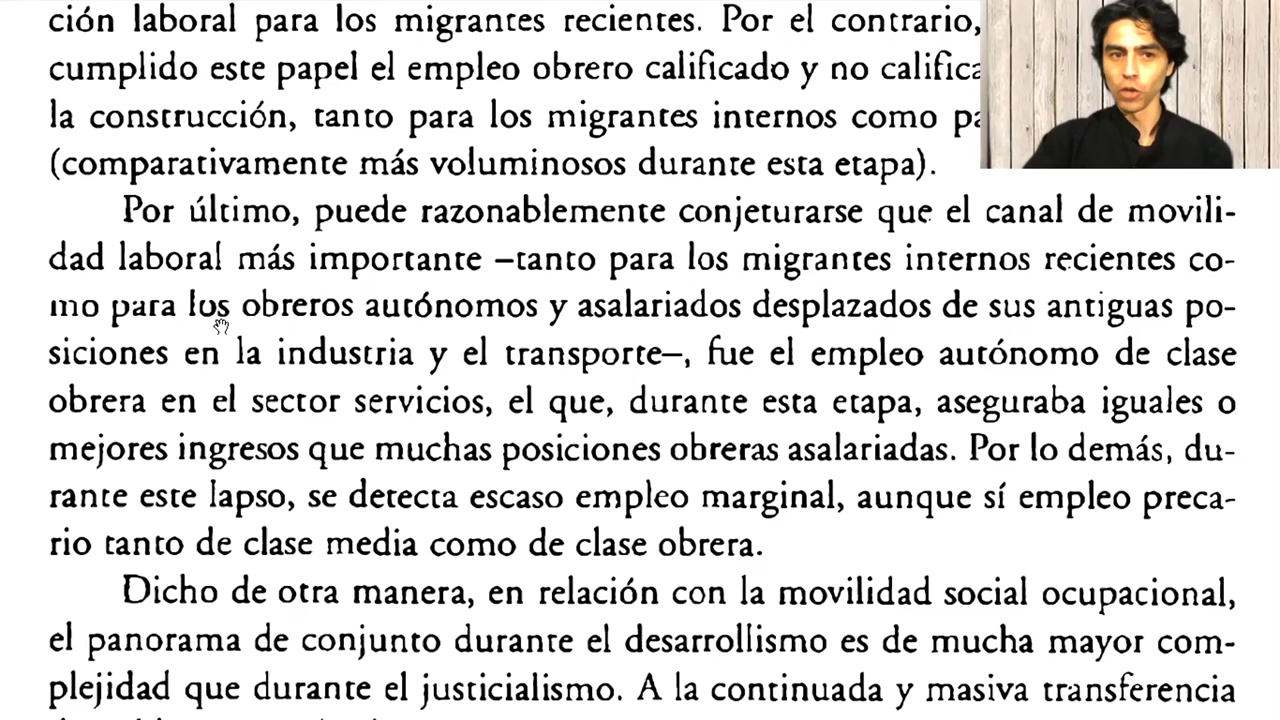 ción laboral para los migrantes recientes. Por el contrario,
cumplido este papel el empleo obrero calificado y no
la construcción, tanto para los migrantes internos como
(comparativamente más voluminosos durante esta etapa).
Por último, puede razonablemente conjeturarse que el canal de movili-
dad laboral más importante –tanto para los migrantes internos recientes co-
mo para los obreros autónomos y asalariados desplazados de sus antiguas po-
siciones en la industria y el transporte–, fue el empleo autónomo de clase
obrera en el sector servicios, el que, durante esta etapa, aseguraba iguales o
mejores ingresos que muchas posiciones obreras asalariadas. Por lo demás, du-
rante este lapso, se detecta escaso empleo marginal, aunque sí empleo preca-
rio tanto de clase media como de clase obrera.
Dicho de otra manera, en relación con la movilidad social ocupacional,
el panorama de conjunto durante el desarrollismo es de mucha mayor com-
plejidad que durante el justicialismo. A la continuada y masiva transferencia